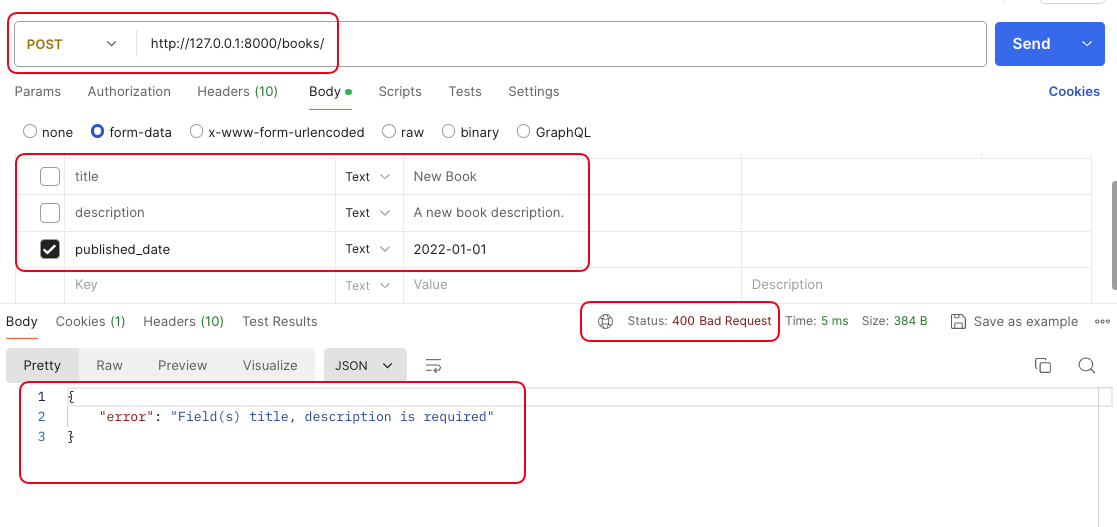 POST http://127.0.0.1:8000/books/ Send
Params Authorization Headers (10) Body Scripts Tests Settings Cookies
none form-data x-www-form-urlencoded raw binary GraphQL
title Text New Book
description Text A new book description.
published_date Text 2022-01-01
Key Text Value Description
Body Cookies (1) Headers (10) Test Results Status: 400 Bad Request Time: 5 ms Size: 384 B Save as example
Pretty Raw Preview Visualize JSON
1 {
2 "error": "Field(s) title, description is required"
3 }